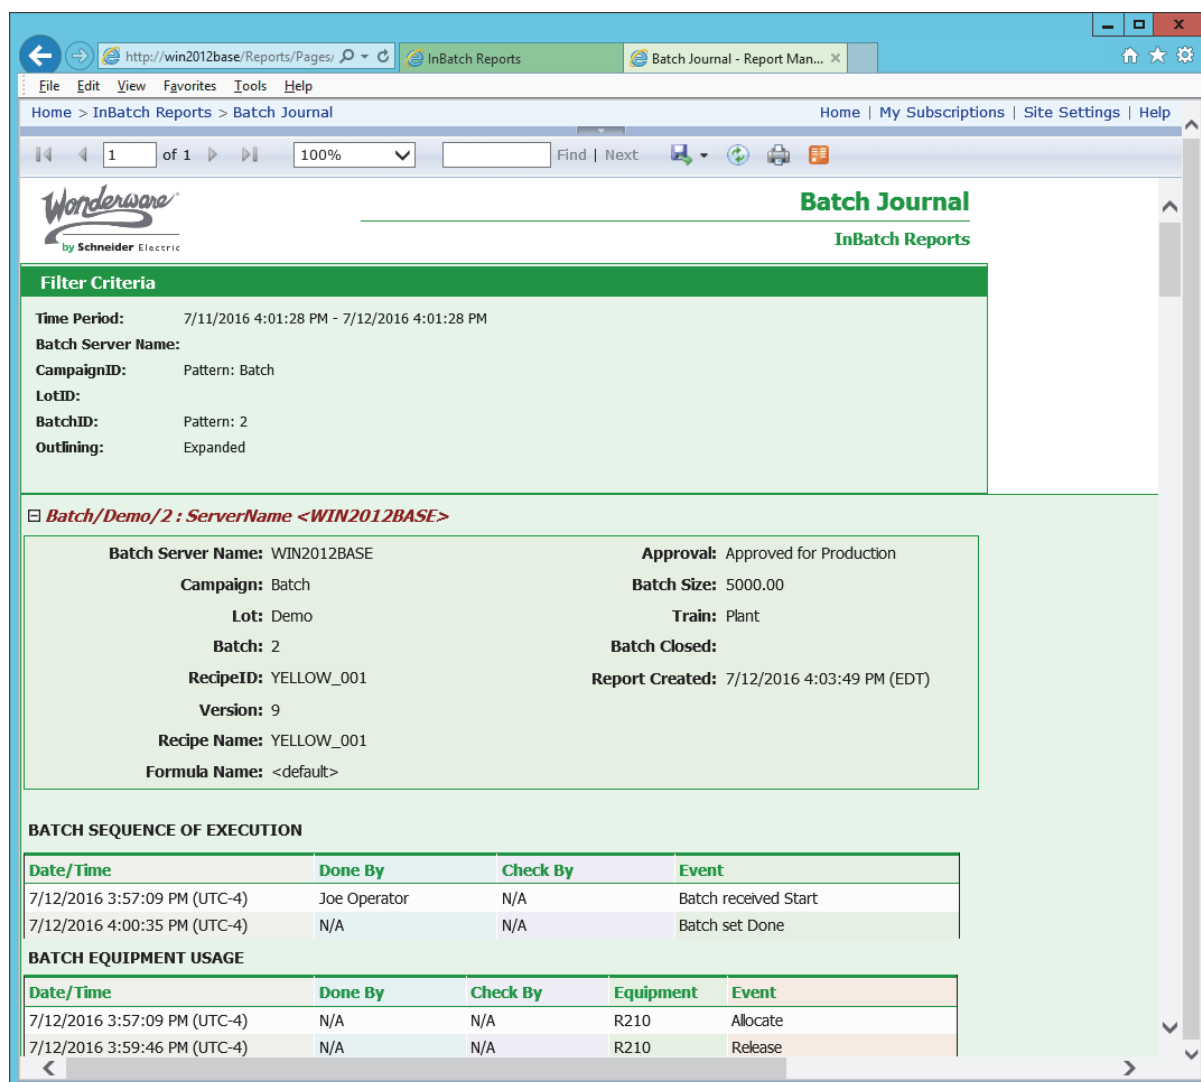 http://win2012base/Reports/Pages/ InBatch Reports Batch Journal - Report Man...
File Edit View Favorites Tools Help
Home > InBatch Reports > Batch Journal Home | My Subscriptions | Site Settings | Help
1 of 1 100% Find | Next
Wonderware
by Schneider Electric
Batch Journal
InBatch Reports
Filter Criteria
Time Period: 7/11/2016 4:01:28 PM - 7/12/2016 4:01:28 PM
Batch Server Name:
CampaignID: Pattern: Batch
LotID:
BatchID: Pattern: 2
Outlining: Expanded
Batch/Demo/2 : ServerName <WIN2012BASE>
Batch Server Name: WIN2012BASE Approval: Approved for Production
Campaign: Batch Batch Size: 5000.00
Lot: Demo Train: Plant
Batch: 2 Batch Closed:
RecipeID: YELLOW_001 Report Created: 7/12/2016 4:03:49 PM (EDT)
Version: 9
Recipe Name: YELLOW_001
Formula Name: <default>
BATCH SEQUENCE OF EXECUTION
Date/Time Done By Check By Event
7/12/2016 3:57:09 PM (UTC-4) Joe Operator N/A Batch received Start
7/12/2016 4:00:35 PM (UTC-4) N/A N/A Batch set Done
BATCH EQUIPMENT USAGE
Date/Time Done By Check By Equipment Event
7/12/2016 3:57:09 PM (UTC-4) N/A N/A R210 Allocate
7/12/2016 3:59:46 PM (UTC-4) N/A N/A R210 Release